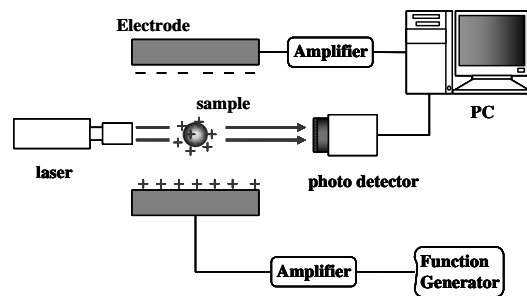 Electrode
Amplifier
PC
sample
laser
photo detector
Amplifier
Function
Generator